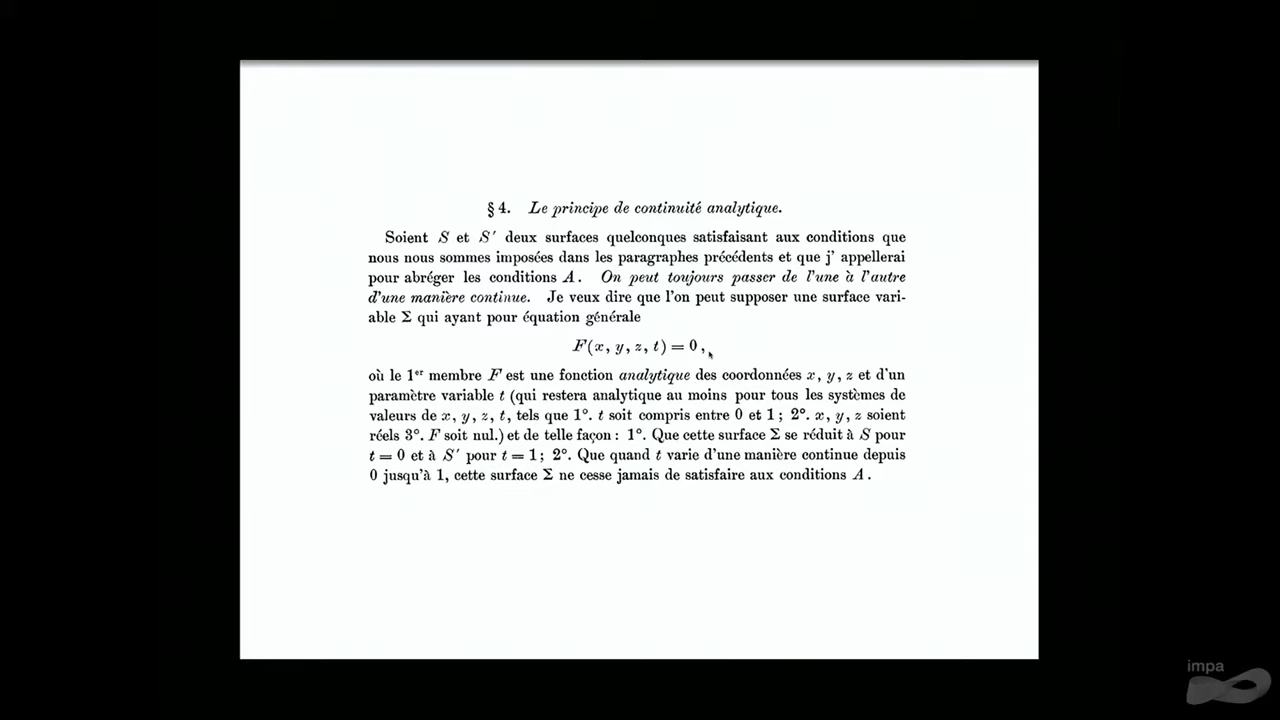 § 4. Le principe de continuité analytique.
Soient S et S′ deux surfaces quelconques satisfaisant aux conditions que
nous nous sommes imposées dans les paragraphes précédents et que j' appellerai
pour abréger les conditions A. On peut toujours passer de l'une à l'autre
d'une manière continue. Je veux dire que l'on peut supposer une surface vari-
able Σ qui ayant pour équation générale
F(x, y, z, t) = 0,
où le 1er membre F est une fonction analytique des coordonnées x, y, z et d'un
paramètre variable t (qui restera analytique au moins pour tous les systèmes de
valeurs de x, y, z, t, tels que 1°. t soit compris entre 0 et 1; 2°. x, y, z soient
réels 3°. F soit nul.) et de telle façon: 1°. Que cette surface Σ se réduit à S pour
t = 0 et à S′ pour t = 1; 2°. Que quand t varie d'une manière continue depuis
0 jusqu'à 1, cette surface Σ ne cesse jamais de satisfaire aux conditions A.
impa